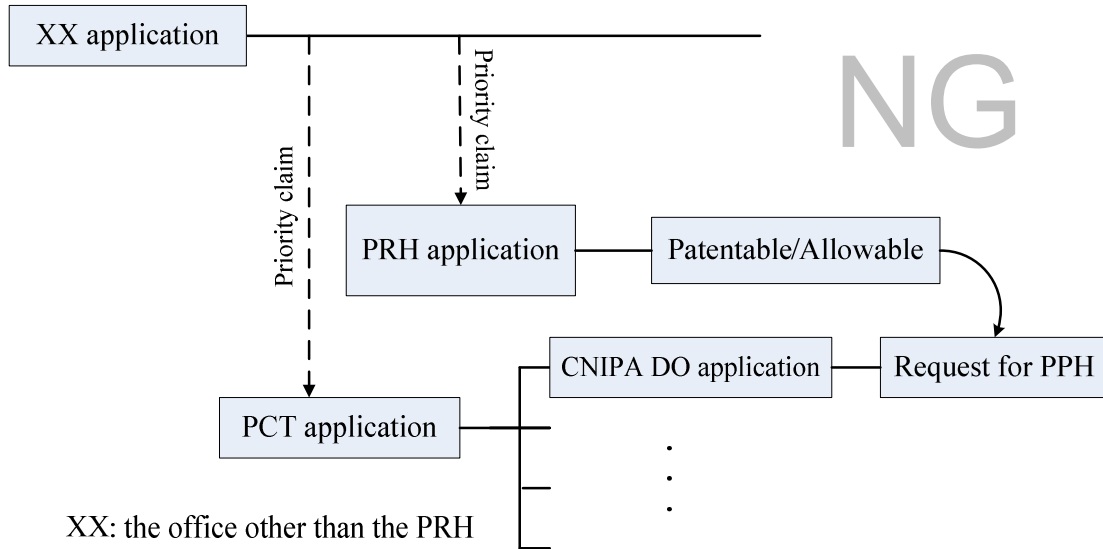 XX application
NG
Priority claim
Priority claim
PRH application
Patentable/Allowable
CNIPA DO application
Request for PPH
PCT application
XX: the office other than the PRH